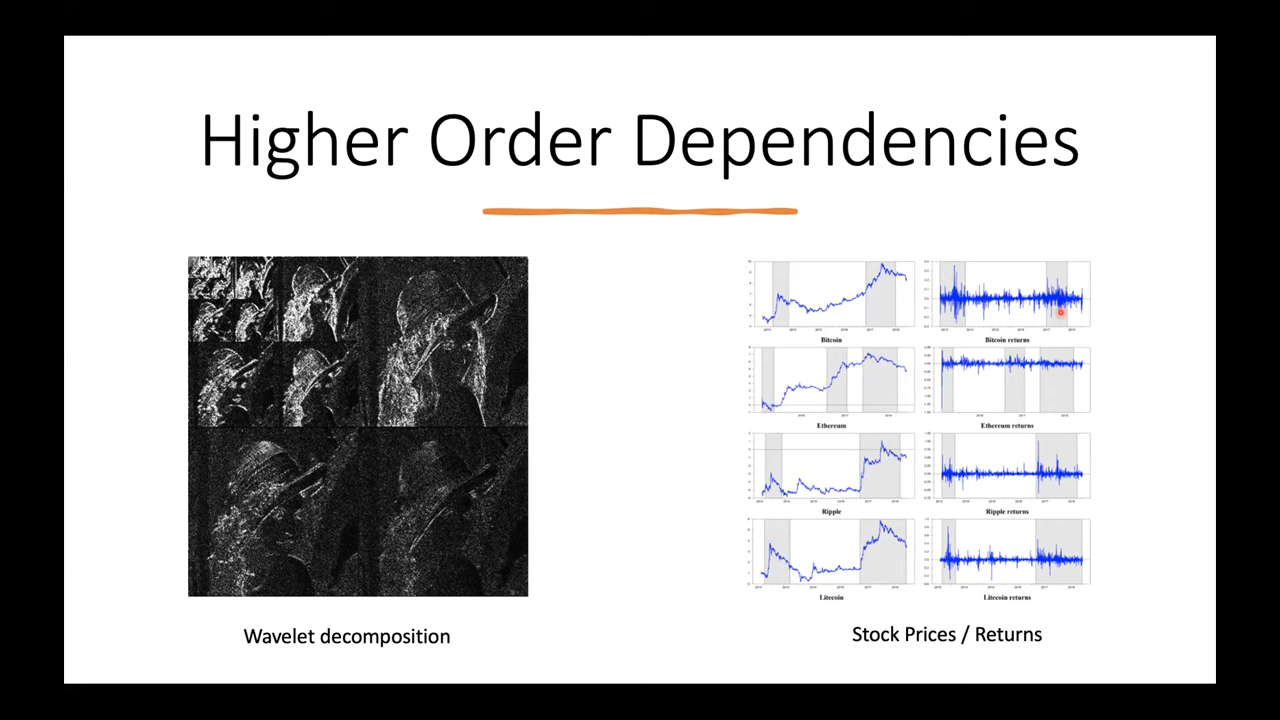 Higher Order Dependencies
Bitcoin
Bitcoin returns
Ethereum
Ethereum returns
Ripple
Ripple returns
Litecoin
Litecoin returns
Wavelet decomposition
Stock Prices / Returns